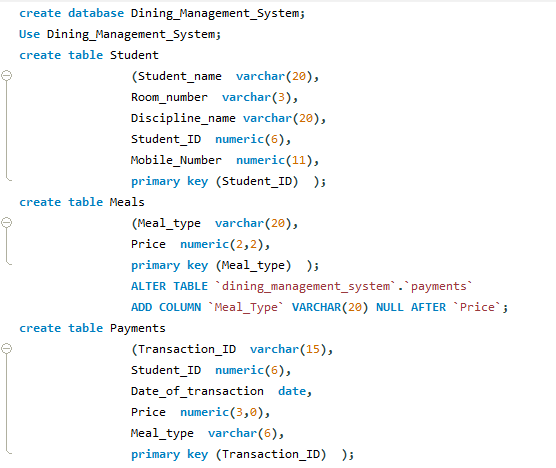 create database Dining_Management_System;
Use Dining_Management_System;
create table Student
(Student_name varchar(20),
Room_number varchar(3),
Discipline_name varchar(20),
Student_ID numeric(6),
Mobile_Number numeric(11),
primary key (Student_ID) );
create table Meals
(Meal_type varchar(20),
Price numeric(2,2),
primary key (Meal_type) );
ALTER TABLE `dining_management_system`.`payments`
ADD COLUMN `Meal_Type` VARCHAR(20) NULL AFTER `Price`;
create table Payments
(Transaction_ID varchar(15),
Student_ID numeric(6),
Date_of_transaction date,
Price numeric(3,0),
Meal_type varchar(6),
primary key (Transaction_ID) );